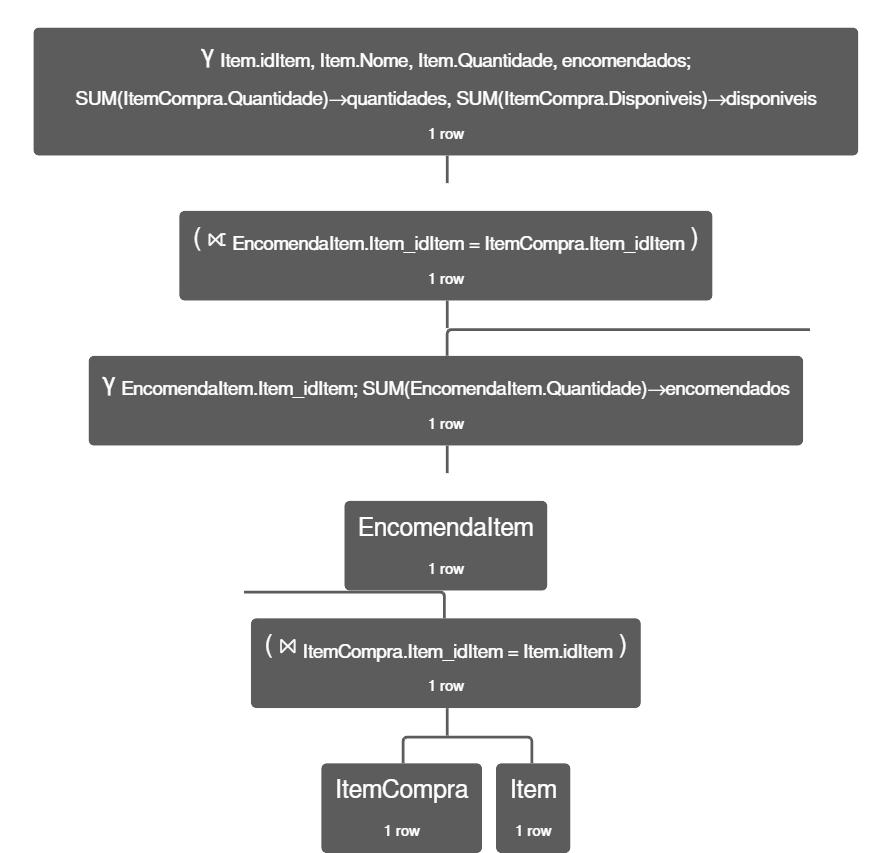 γ Item.idItem, Item.Nome, Item.Quantidade, encomendados;
SUM(ItemCompra.Quantidade)→quantidades, SUM(ItemCompra.Disponiveis)→disponiveis
1 row
( ⟖ EncomendaItem.Item_idItem = ItemCompra.Item_idItem )
1 row
γ EncomendaItem.Item_idItem; SUM(EncomendaItem.Quantidade)→encomendados
1 row
EncomendaItem
1 row
( ⋈ ItemCompra.Item_idItem = Item.idItem )
1 row
ItemCompra
1 row
Item
1 row